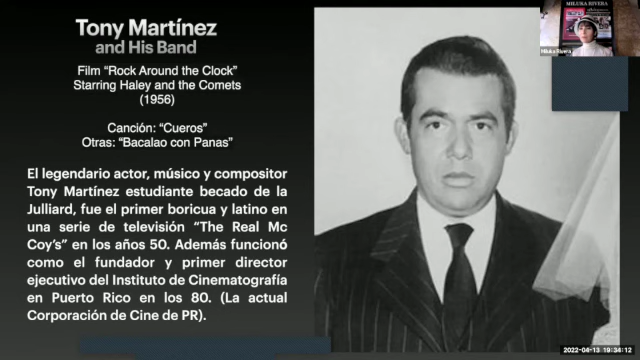 Tony Martínez
and His Band
Film “Rock Around the Clock”
Starring Haley and the Comets
(1956)
Canción: “Cueros”
Otras: “Bacalao con Panas”
El legendario actor, músico y compositor
Tony Martínez estudiante becado de la
Julliard, fue el primer boricua y latino en
una serie de televisión “The Real Mc
Coy’s” en los años 50. Además funcionó
como el fundador y primer director
ejecutivo del Instituto de Cinematografía
en Puerto Rico en los 80. (La actual
Corporación de Cine de PR).
MILUKA RIVERA
Miluka Rivera
2022-04-13 19:34:12